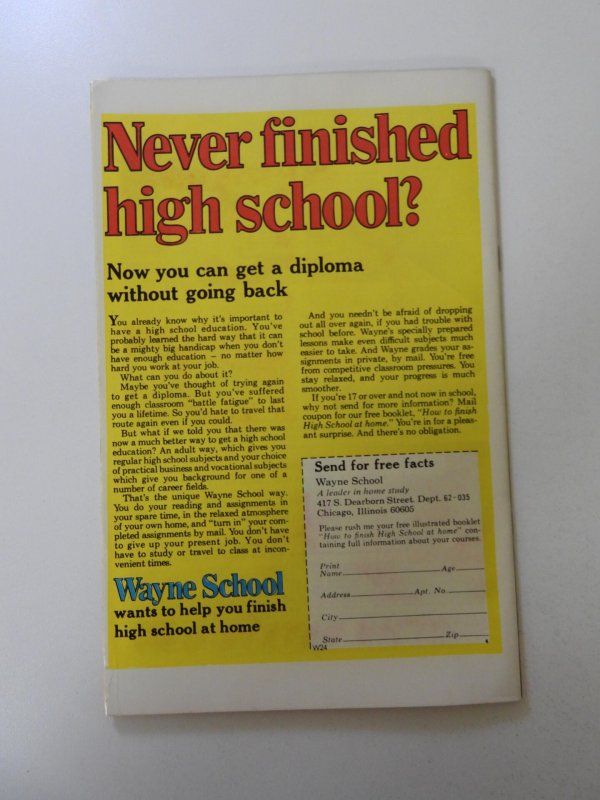 Never finished
high school?
Now you can get a diploma
without going back
You already know why it's important to
have a high school education. You've
probably learned the hard way that it can
be a mighty big handicap when you don't
have enough education – no matter how
hard you work at your job.
What can you do about it?
Maybe you've thought of trying again
to get a diploma. But you've suffered
enough classroom "battle fatigue" to last
you a lifetime. So you'd hate to travel that
route again even if you could.
But what if we told you that there was
now a much better way to get a high school
education? An adult way, which gives you
regular high school subjects and your choice
of practical business and vocational subjects
which give you background for one of a
number of career fields.
That's the unique Wayne School way.
You do your reading and assignments in
your spare time, in the relaxed atmosphere
of your own home, and "turn in" your com-
pleted assignments by mail. You don't have
to give up your present job. You don't
have to study or travel to class at incon-
venient times.
Wayne School
wants to help you finish
high school at home
And you needn't be afraid of dropping
out all over again, if you had trouble with
school before. Wayne's specially prepared
lessons make even difficult subjects much
easier to take. And Wayne grades your as-
signments in private, by mail. You're free
from competitive classroom pressures. You
stay relaxed, and your progress is much
smoother.
If you're 17 or over and not now in school,
why not send for more information? Mail
coupon for our free booklet, "How to finish
High School at home." You're in for a pleas-
ant surprise. And there's no obligation.
Send for free facts
Wayne School
A leader in home study
417 S. Dearborn Street, Dept. 62-035
Chicago, Illinois 60605
Please rush me your free illustrated booklet
"How to finish High School at home" con-
taining full information about your courses.
Print
Name Age
Address Apt. No.
City
State Zip
W24